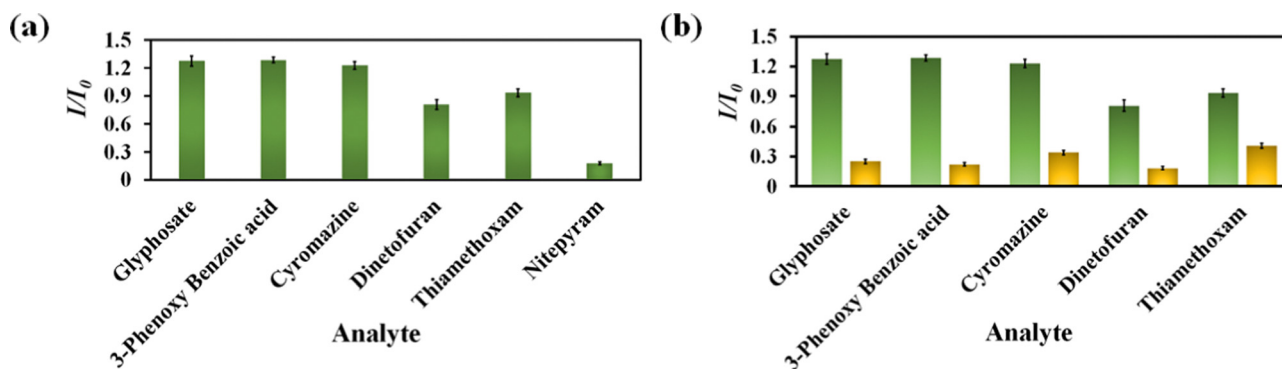 (a)
1.5
1.2
0.9
0.6
0.3
0
I/I0
Glyphosate
3-Phenoxy Benzoic acid
Cyromazine
Dinetofuran
Thiamethoxam
Nitepyram
Analyte
(b)
1.5
1.2
0.9
0.6
0.3
0
I/I0
Glyphosate
3-Phenoxy Benzoic acid
Cyromazine
Dinetofuran
Thiamethoxam
Analyte